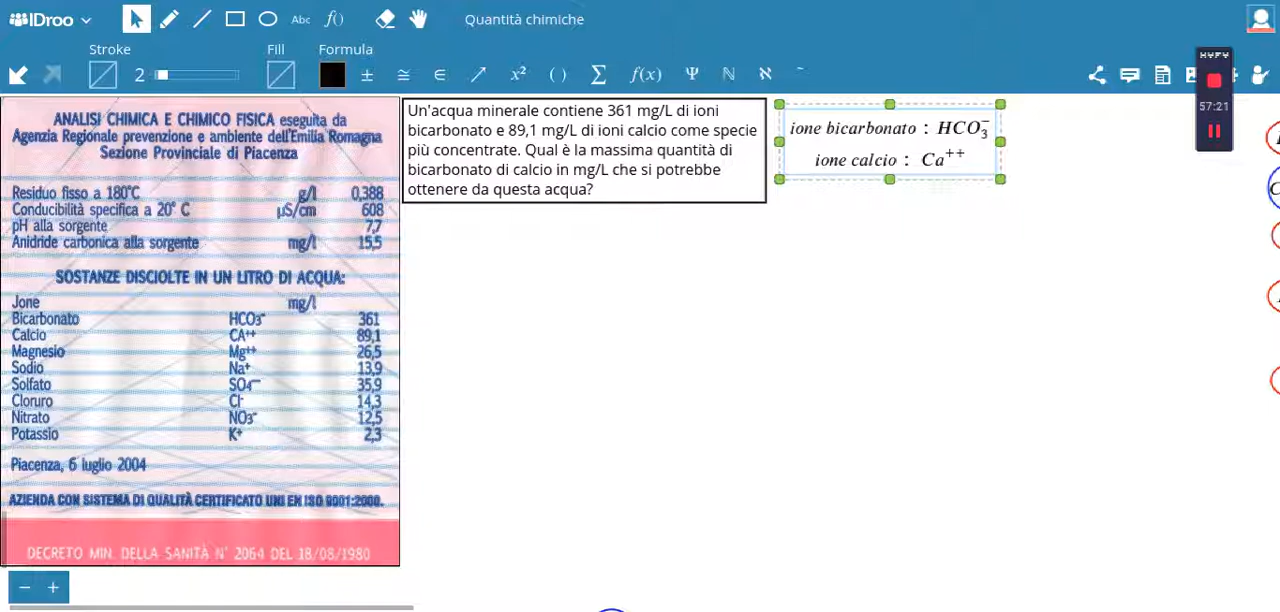 IDroo
Abc
f()
Quantità chimiche
Stroke
Fill
Formula
2
± ≅ ∈ x² ( ) ∑ f(x) Ψ ℕ ℵ
57:21
ANALISI CHIMICA E CHIMICO FISICA eseguita da
Agenzia Regionale prevenzione e ambiente dell'Emilia Romagna
Sezione Provinciale di Piacenza
Residuo fisso a 180°C g/l 0,388
Conducibilità specifica a 20° C µS/cm 608
pH alla sorgente 7,7
Anidride carbonica alla sorgente mg/l 15,5
SOSTANZE DISCIOLTE IN UN LITRO DI ACQUA:
Jone mg/l
Bicarbonato HCO3⁻ 361
Calcio CA⁺⁺ 89,1
Magnesio Mg⁺⁺ 26,5
Sodio Na⁺ 13,9
Solfato SO4⁻⁻ 35,9
Cloruro Cl⁻ 14,3
Nitrato NO3⁻ 12,5
Potassio K⁺ 2,3
Piacenza, 6 luglio 2004
AZIENDA CON SISTEMA DI QUALITÀ CERTIFICATO UNI EN ISO 9001:2000.
DECRETO MIN. DELLA SANITÀ N° 2064 DEL 18/08/1980
Un'acqua minerale contiene 361 mg/L di ioni
bicarbonato e 89,1 mg/L di ioni calcio come specie
più concentrate. Qual è la massima quantità di
bicarbonato di calcio in mg/L che si potrebbe
ottenere da questa acqua?
ione bicarbonato : HCO₃⁻
ione calcio : Ca⁺⁺